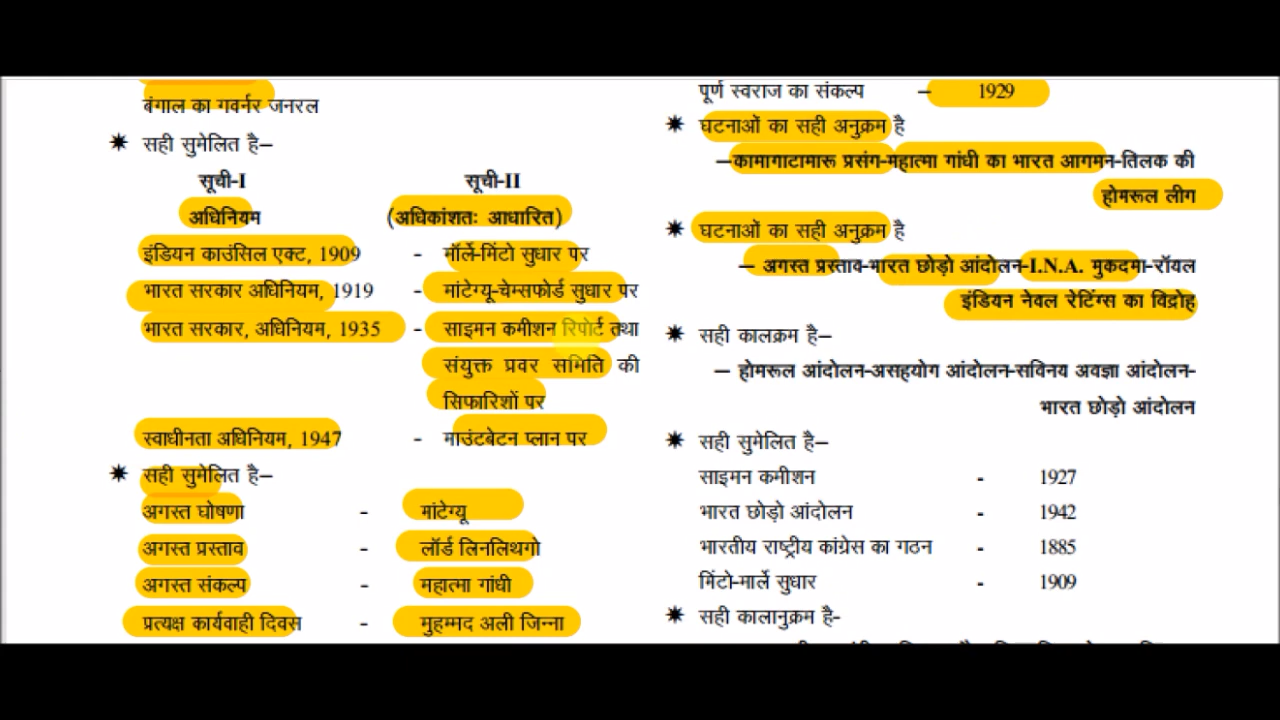 बंगाल का गवर्नर जनरल
✷ सही सुमेलित है–
सूची-I सूची-II
अधिनियम (अधिकांशतः आधारित)
इंडियन काउंसिल एक्ट, 1909 - मॉर्ले-मिंटो सुधार पर
भारत सरकार अधिनियम, 1919 - मांटेग्यू-चेम्सफोर्ड सुधार पर
भारत सरकार, अधिनियम, 1935 - साइमन कमीशन रिपोर्ट तथा
संयुक्त प्रवर समिति की
सिफारिशों पर
स्वाधीनता अधिनियम, 1947 - माउंटबेटन प्लान पर
✷ सही सुमेलित है–
अगस्त घोषणा - मांटेग्यू
अगस्त प्रस्ताव - लॉर्ड लिनलिथगो
अगस्त संकल्प - महात्मा गांधी
प्रत्यक्ष कार्यवाही दिवस - मुहम्मद अली जिन्ना
पूर्ण स्वराज का संकल्प – 1929
✷ घटनाओं का सही अनुक्रम है
–कामागाटामारू प्रसंग-महात्मा गांधी का भारत आगमन-तिलक की
होमरूल लीग
✷ घटनाओं का सही अनुक्रम है
– अगस्त प्रस्ताव-भारत छोड़ो आंदोलन-I.N.A. मुकदमा-रॉयल
इंडियन नेवल रेटिंग्स का विद्रोह
✷ सही कालक्रम है–
– होमरूल आंदोलन-असहयोग आंदोलन-सविनय अवज्ञा आंदोलन-
भारत छोड़ो आंदोलन
✷ सही सुमेलित है–
साइमन कमीशन - 1927
भारत छोड़ो आंदोलन - 1942
भारतीय राष्ट्रीय कांग्रेस का गठन - 1885
मिंटो-मार्ले सुधार - 1909
✷ सही कालानुक्रम है-